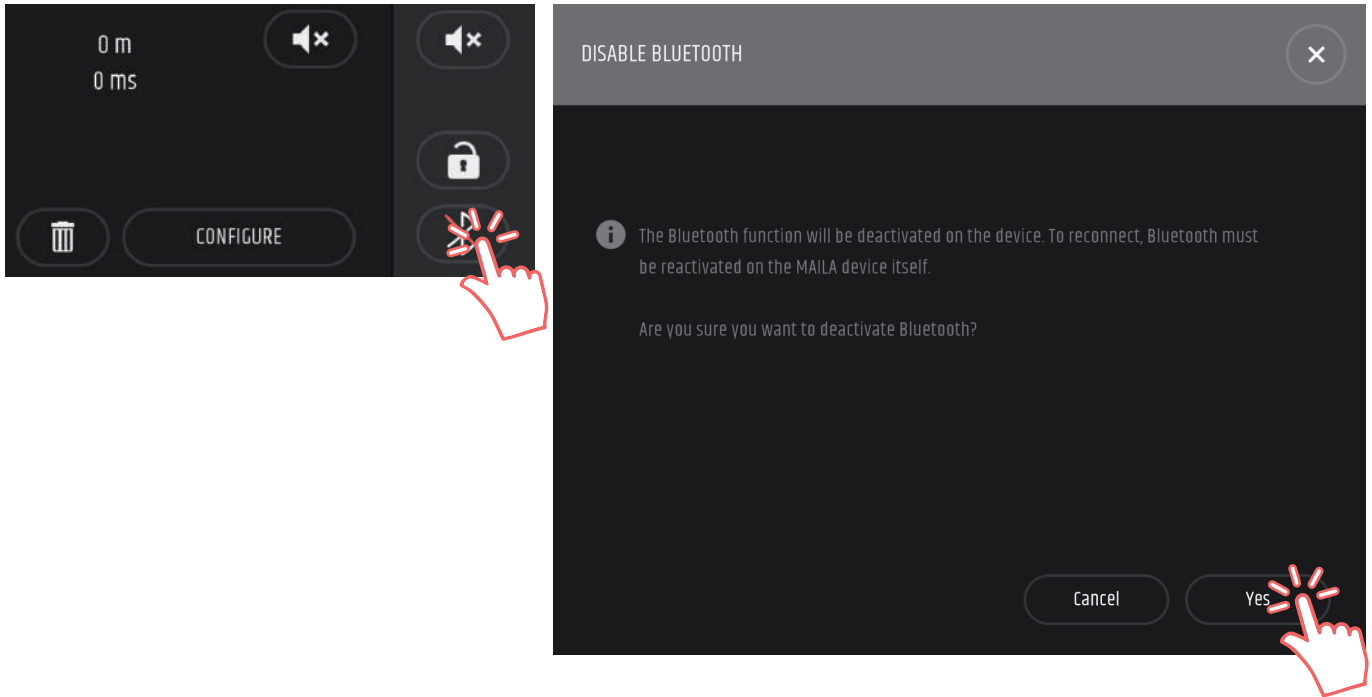 0 m
0 ms
CONFIGURE
DISABLE BLUETOOTH
The Bluetooth function will be deactivated on the device. To reconnect, Bluetooth must
be reactivated on the MAILA device itself.
Are you sure you want to deactivate Bluetooth?
Cancel
Yes